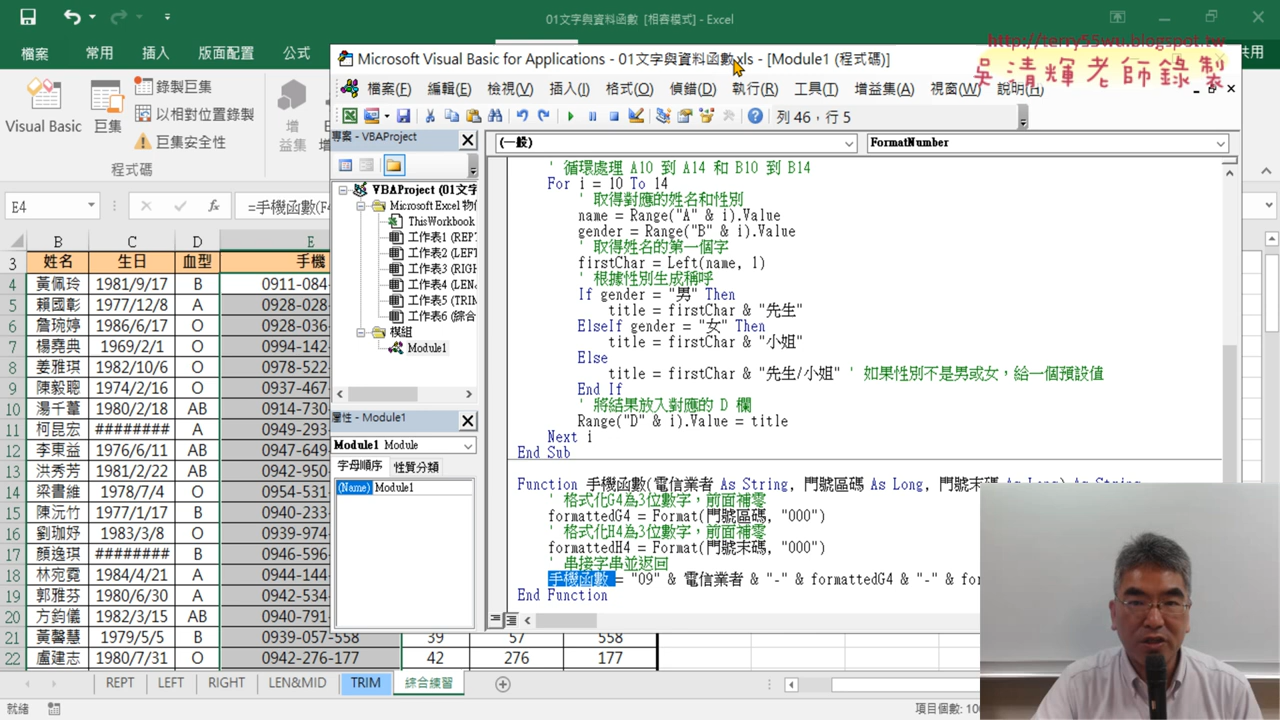 01文字與資料函數 [相容模式] - Excel
檔案 常用 插入 版面配置 公式
http://terry55wu.blogspot.tw
吳清輝老師錄製
Visual Basic 巨集
錄製巨集
以相對位置錄製
巨集安全性
增益集
程式碼
E4 =手機函數(F4
B C D E
3 姓名 生日 血型 手機
4 黃佩玲 1981/9/17 B 0911-084-
5 賴國彰 1977/12/8 A 0928-028-
6 詹琬婷 1986/6/17 O 0928-036-
7 楊堯典 1969/2/1 O 0994-142-
8 姜雅琪 1982/10/6 O 0978-522-
9 陳毅聰 1974/2/16 O 0937-467-
10 湯千蕙 1980/2/18 AB 0914-730-
11 柯昆宏 ######## A 0949-293-
12 李東益 1976/6/11 AB 0947-649-
13 洪秀芳 1981/2/22 AB 0942-950-
14 梁書維 1978/7/4 O 0954-531-
15 陳沅竹 1977/1/17 B 0940-233-
16 劉珈妤 1983/3/8 O 0939-974-
17 顏逸琪 ######## B 0946-596-
18 林宛霓 1984/4/21 A 0944-144-
19 郭雅芬 1980/6/30 A 0942-534-
20 方鈞儀 1982/3/15 AB 0940-791-
21 黃馨慧 1979/5/5 B 0939-057-558 39 57 558
22 盧建志 1980/7/31 O 0942-276-177 42 276 177
REPT LEFT RIGHT LEN&MID TRIM 綜合練習
就緒
項目個數: 10
Microsoft Visual Basic for Applications - 01文字與資料函數.xls - [Module1 (程式碼)]
檔案(F) 編輯(E) 檢視(V) 插入(I) 格式(O) 偵錯(D) 執行(R) 工具(T) 增益集(A) 視窗(W) 說明(H)
列 46，行 5
專案 - VBAProject
VBAProject (01文字
Microsoft Excel 物
ThisWorkbook
工作表1 (REPT
工作表2 (LEFT
工作表3 (RIGH
工作表4 (LEN&
工作表5 (TRIM
工作表6 (綜合
模組
Module1
屬性 - Module1
Module1 Module
字母順序 性質分類
(Name) Module1
(一般) FormatNumber
' 循環處理 A10 到 A14 和 B10 到 B14
For i = 10 To 14
' 取得對應的姓名和性別
name = Range("A" & i).Value
gender = Range("B" & i).Value
' 取得姓名的第一個字
firstChar = Left(name, 1)
' 根據性別生成稱呼
If gender = "男" Then
title = firstChar & "先生"
ElseIf gender = "女" Then
title = firstChar & "小姐"
Else
title = firstChar & "先生/小姐" ' 如果性別不是男或女，給一個預設值
End If
' 將結果放入對應的 D 欄
Range("D" & i).Value = title
Next i
End Sub
Function 手機函數(電信業者 As String, 門號區碼 As Long, 門號末碼 As Long) As String
' 格式化G4為3位數字，前面補零
formattedG4 = Format(門號區碼, "000")
' 格式化H4為3位數字，前面補零
formattedH4 = Format(門號末碼, "000")
' 串接字串並返回
手機函數 = "09" & 電信業者 & "-" & formattedG4 & "-" & for
End Function